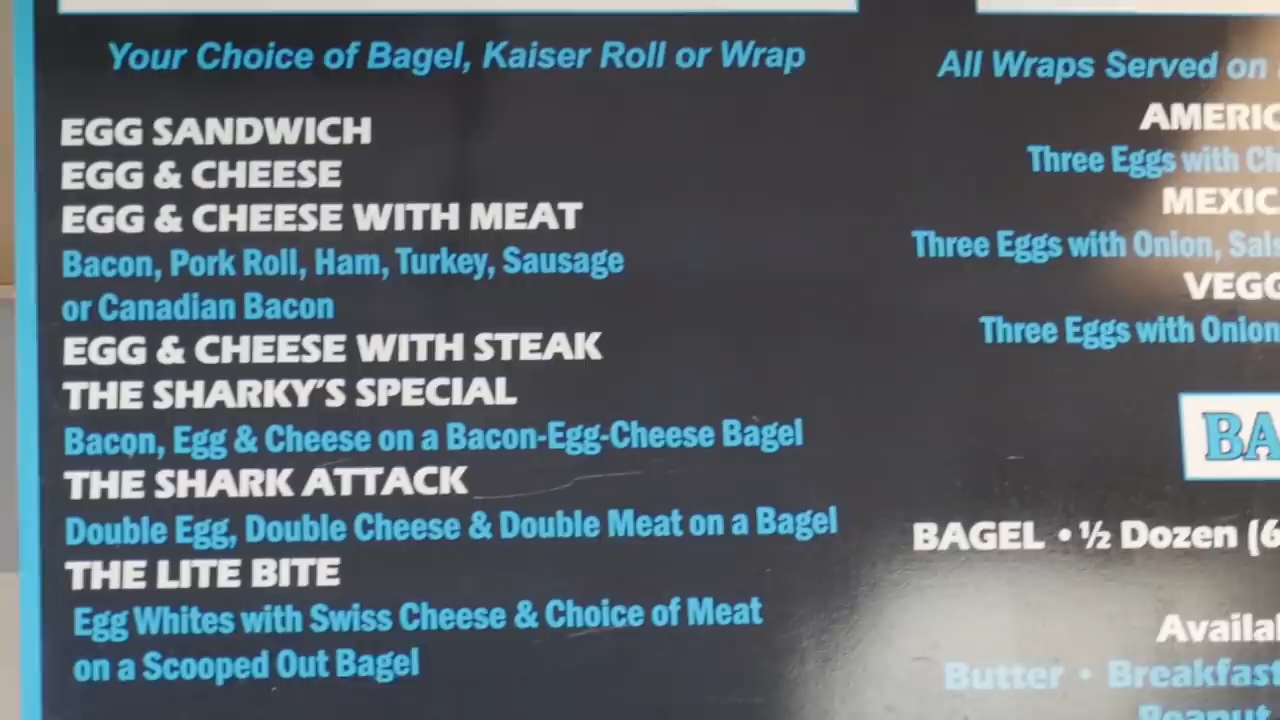 Your Choice of Bagel, Kaiser Roll or Wrap
EGG SANDWICH
EGG & CHEESE
EGG & CHEESE WITH MEAT
Bacon, Pork Roll, Ham, Turkey, Sausage
or Canadian Bacon
EGG & CHEESE WITH STEAK
THE SHARKY'S SPECIAL
Bacon, Egg & Cheese on a Bacon-Egg-Cheese Bagel
THE SHARK ATTACK
Double Egg, Double Cheese & Double Meat on a Bagel
THE LITE BITE
Egg Whites with Swiss Cheese & Choice of Meat
on a Scooped Out Bagel
All Wraps Served on
Three Eggs with
Three Eggs with Onion,
Three Eggs with Onion
BAGEL • ½ Dozen (6
Butter • Breakfast
Peanut